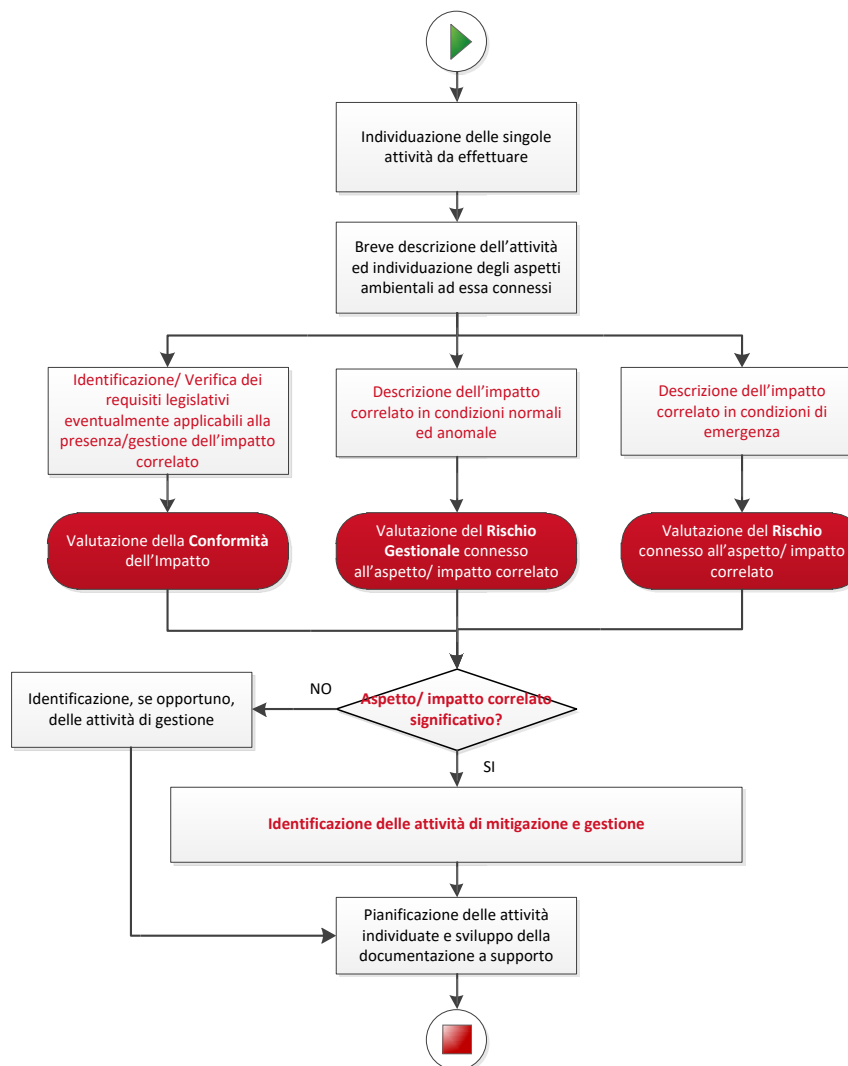 Individuazione delle singole
attività da effettuare
Breve descrizione dell’attività
ed individuazione degli aspetti
ambientali ad essa connessi
Identificazione/ Verifica dei
requisiti legislativi
eventualmente applicabili alla
presenza/gestione dell’impatto
correlato
Descrizione dell’impatto
correlato in condizioni normali
ed anomale
Descrizione dell’impatto
correlato in condizioni di
emergenza
Valutazione della Conformità
dell’Impatto
Valutazione del Rischio
Gestionale connesso
all’aspetto/ impatto correlato
Valutazione del Rischio
connesso all’aspetto/ impatto
correlato
Aspetto/ impatto correlato
significativo?
NO
Identificazione, se opportuno,
delle attività di gestione
SI
Identificazione delle attività di mitigazione e gestione
Pianificazione delle attività
individuate e sviluppo della
documentazione a supporto